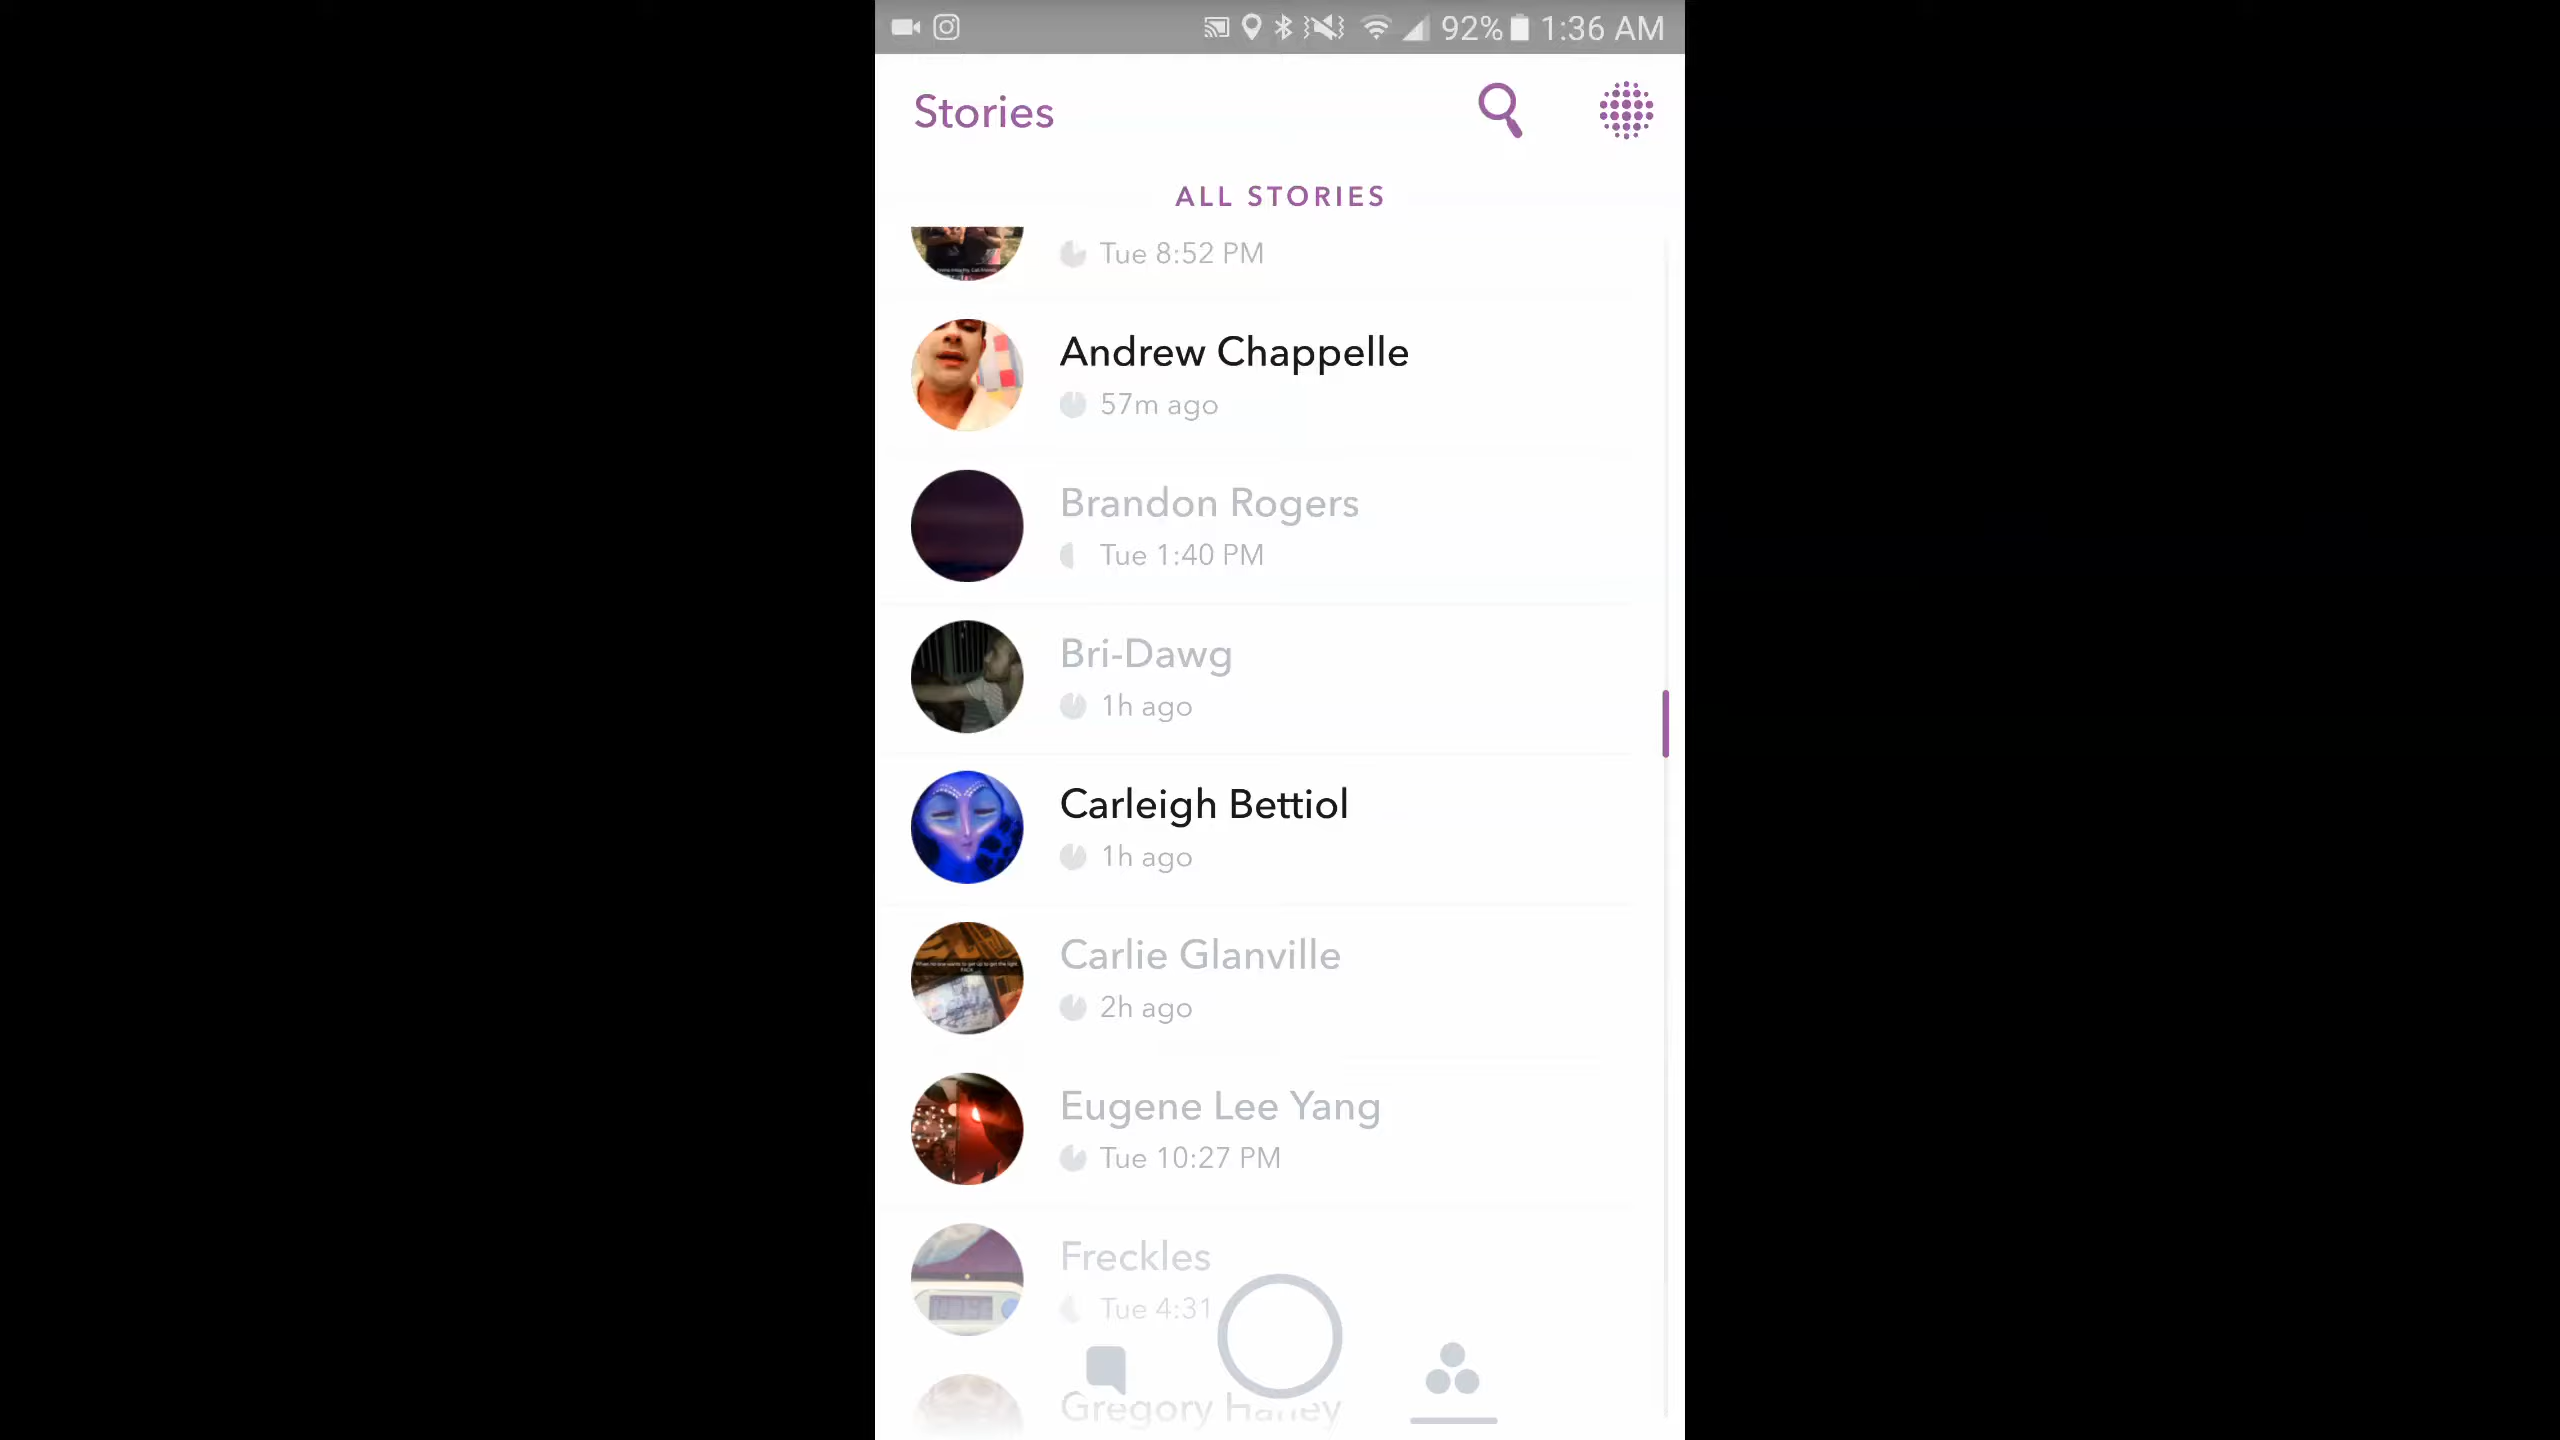 92% 1:36 AM
Stories
ALL STORIES
Tue 8:52 PM
Andrew Chappelle
57m ago
Brandon Rogers
Tue 1:40 PM
Bri-Dawg
1h ago
Carleigh Bettiol
1h ago
Carlie Glanville
2h ago
Eugene Lee Yang
Tue 10:27 PM
Freckles
Tue 4:31
Gregory